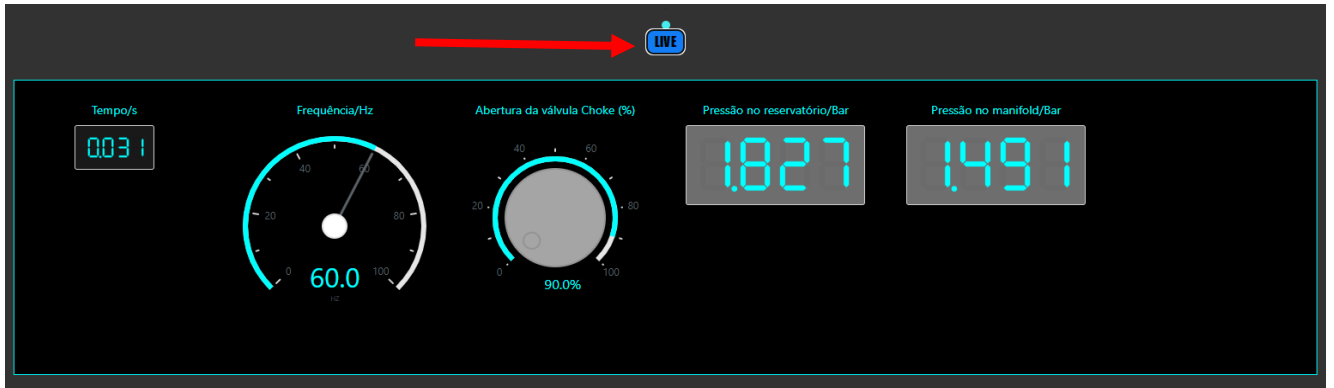 LIVE
Tempo/s
0.031
Frequência/Hz
0
20
40
60
80
100
60.0
HZ
Abertura da válvula Choke (%)
0
20
40
60
80
100
90.0%
Pressão no reservatório/Bar
1.827
Pressão no manifold/Bar
1.491